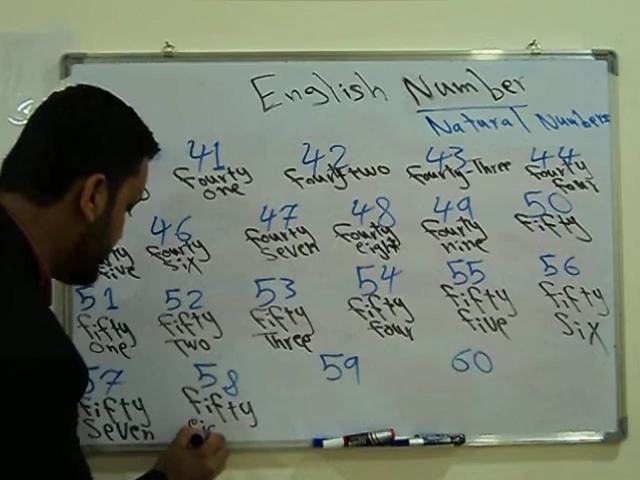 English Number
Natural Numbers
41 42 43 44
fourty one fourty two fourty-Three fourty four
46 47 48 49 50
five fourty six fourty seven fourty eight fourty nine fifty
51 52 53 54 55 56
fifty one fifty two fifty Three fifty four fifty five fifty six
57 58 59 60
fifty seven fifty